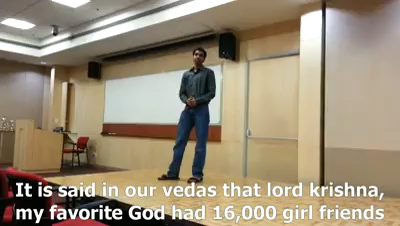 It is said in our vedas that lord krishna,
my favorite God had 16,000 girl friends